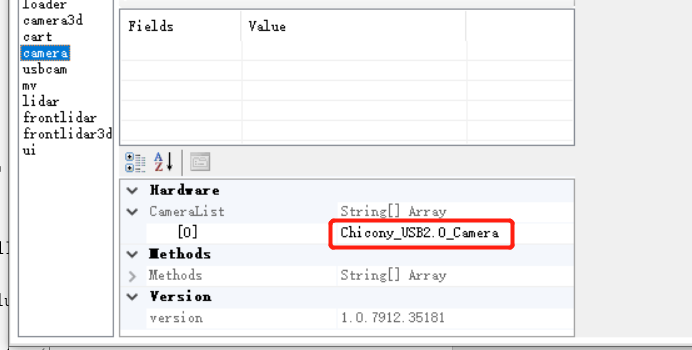 loader
camera3d
cart
camera
usbcam
mv
lidar
frontlidar
frontlidar3d
ui
Fields Value
Hardware
CameraList String[] Array
[0] Chicony_USB2.0_Camera
Methods
Methods String[] Array
Version
version 1.0.7912.35181